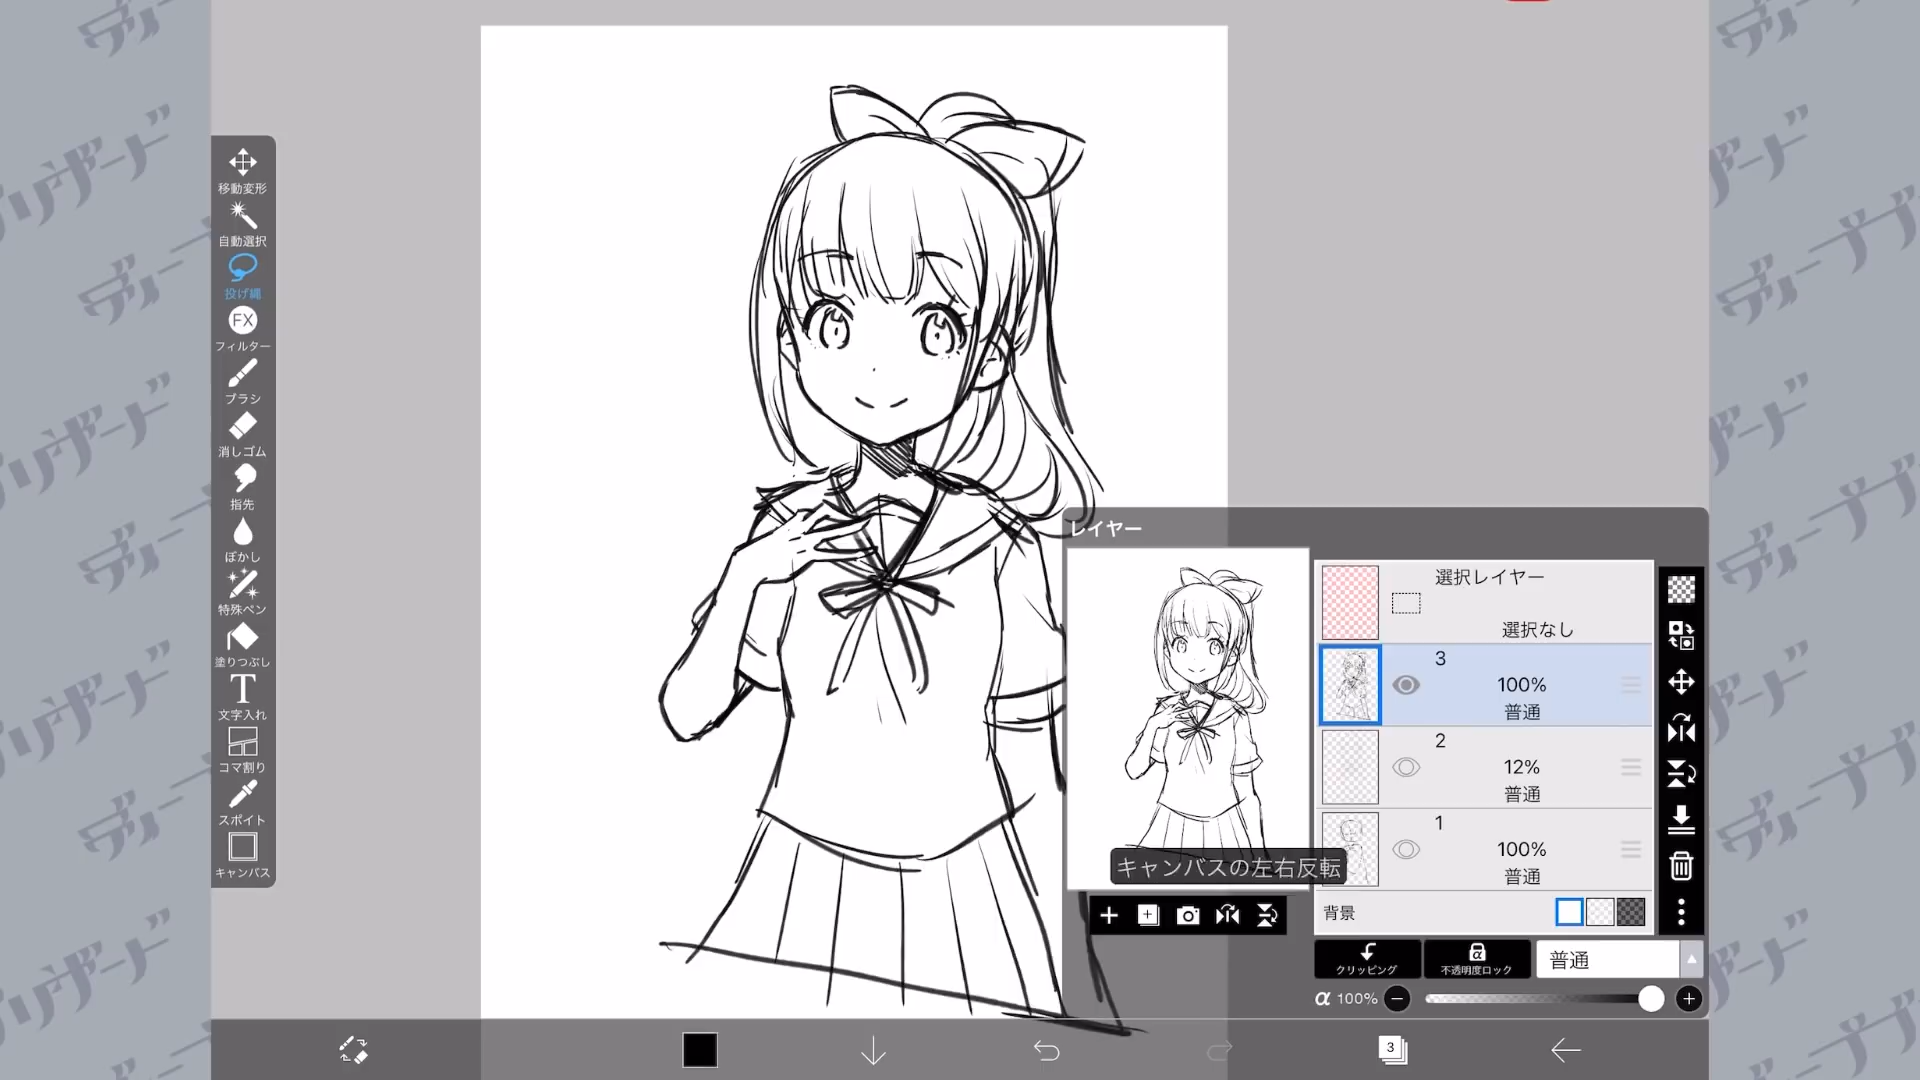 移動変形
自動選択
投げ縄
FX
フィルター
ブラシ
消しゴム
指先
ぼかし
特殊ペン
塗りつぶし
T
文字入れ
コマ割り
スポイト
キャンバス
レイヤー
選択レイヤー
選択なし
3
100%
普通
2
12%
普通
1
100%
普通
キャンバスの左右反転
背景
クリッピング
α
不透明度ロック
普通
α 100%
3